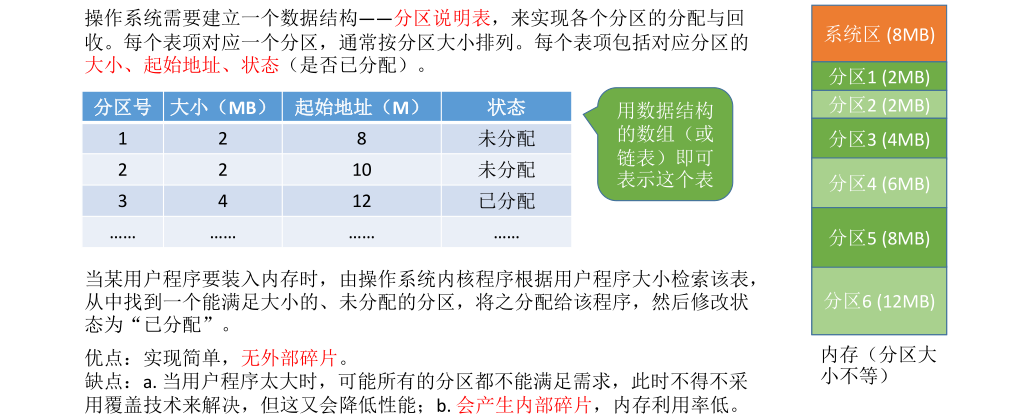 操作系统需要建立一个数据结构——分区说明表，来实现各个分区的分配与回
收。每个表项对应一个分区，通常按分区大小排列。每个表项包括对应分区的
大小、起始地址、状态（是否已分配）。
分区号 大小（MB） 起始地址（M） 状态
1 2 8 未分配
2 2 10 未分配
3 4 12 已分配
…… …… …… ……
用数据结构
的数组（或
链表）即可
表示这个表
当某用户程序要装入内存时，由操作系统内核程序根据用户程序大小检索该表，
从中找到一个能满足大小的、未分配的分区，将之分配给该程序，然后修改状
态为“已分配”。
优点：实现简单，无外部碎片。
缺点：a. 当用户程序太大时，可能所有的分区都不能满足需求，此时不得不采
用覆盖技术来解决，但这又会降低性能；b. 会产生内部碎片，内存利用率低。
系统区 (8MB)
分区1 (2MB)
分区2 (2MB)
分区3 (4MB)
分区4 (6MB)
分区5 (8MB)
分区6 (12MB)
内存（分区大
小不等）